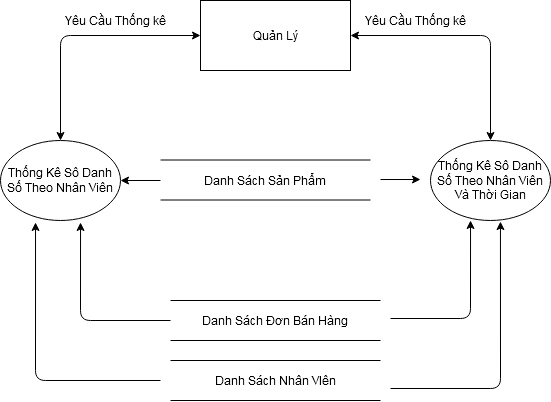 Yêu Cầu Thống kê
Yêu Cầu Thống kê
Quản Lý
Thống Kê Sô Danh
Số Theo Nhân Viên
Danh Sách Sản Phẩm
Thống Kê Sô Danh
Số Theo Nhân Viên
Và Thời Gian
Danh Sách Đơn Bán Hàng
Danh Sách Nhân VIên